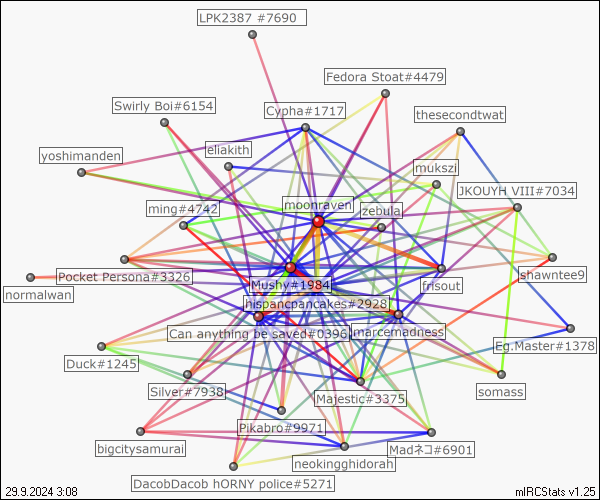 LPK2387 #7690
Fedora Stoat#4479
Swirly Boi#6154
Cypha#1717
thesecondtwat
yoshimanden
eliakith
mukszi
JKOUYH VIII#7034
moonraven
ming#4742
zebula
Pocket Persona#3326
shawntee9
normalwan
Mushy#1984
frisout
hispancpancakes#2928
Can anything be saved#0396
marcemadness
Eg.Master#1378
Duck#1245
Silver#7938
Majestic#3375
somass
Pikabro#9971
bigcitysamurai
Madネコ#6901
neokingghidorah
DacobDacob hORNY police#5271
29.9.2024 3:08
mIRCStats v1.25